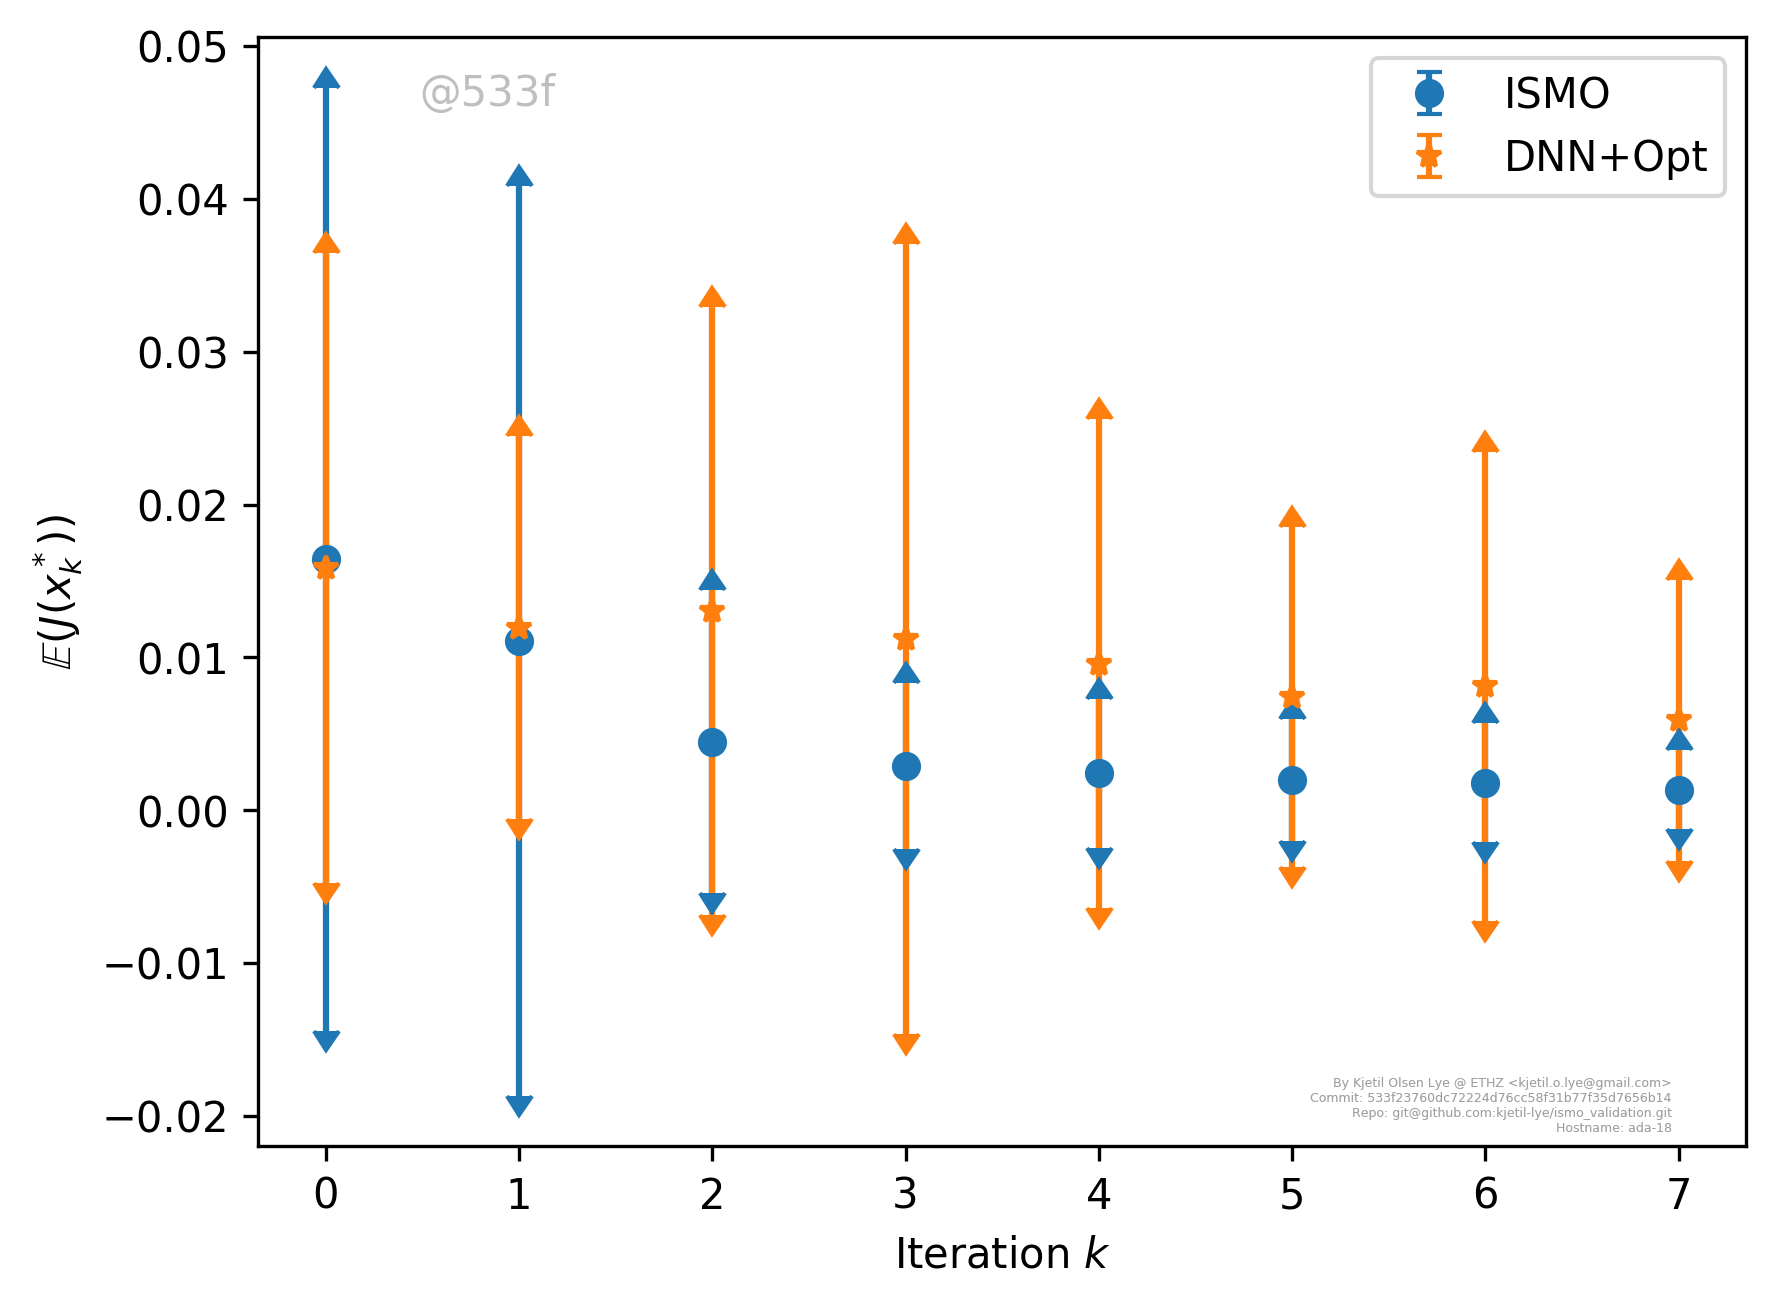 0.05
0.04
0.03
0.02
0.01
0.00
−0.01
−0.02
𝔼(J(x*k))
@533f
ISMO
DNN+Opt
By Kjetil Olsen Lye @ ETHZ <kjetil.o.lye@gmail.com>
Commit: 533f23760dc72224d76cc58f31b77f35d7656b14
Repo: git@github.com:kjetil-lye/ismo_validation.git
Hostname: ada-18
0 1 2 3 4 5 6 7
Iteration k